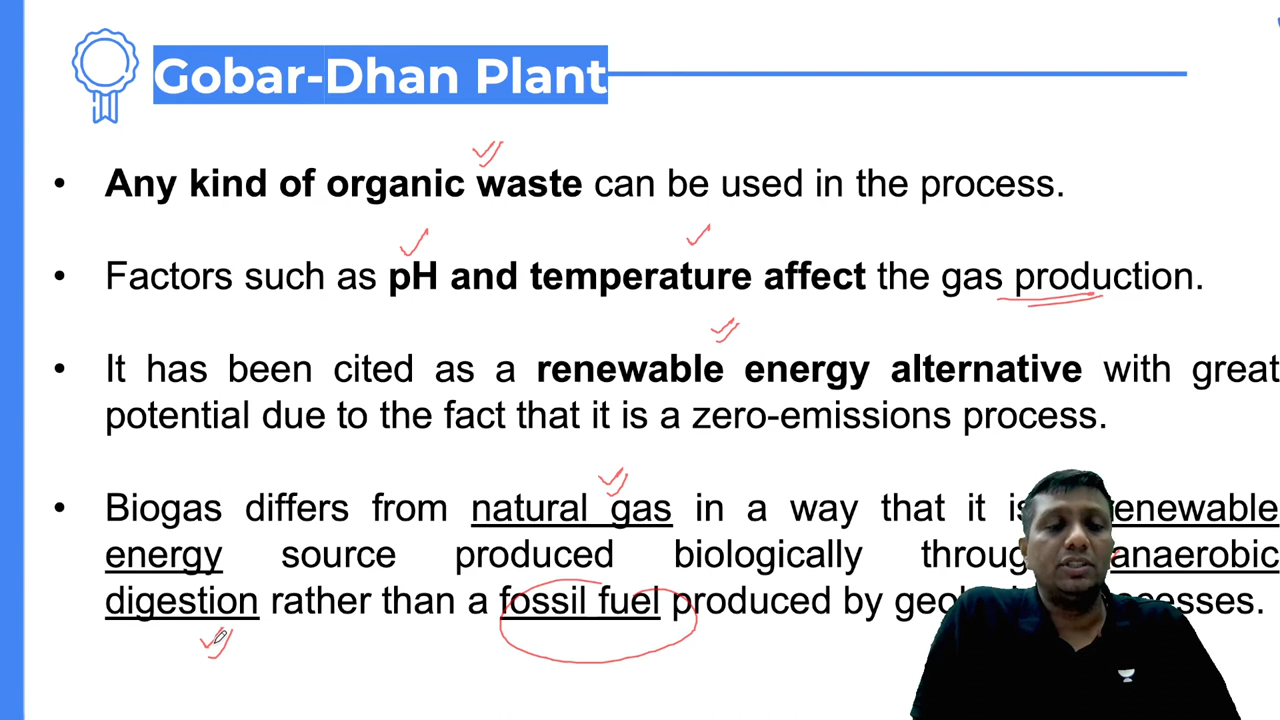 Gobar-Dhan Plant
• Any kind of organic waste can be used in the process.
• Factors such as pH and temperature affect the gas production.
• It has been cited as a renewable energy alternative with great
potential due to the fact that it is a zero-emissions process.
• Biogas differs from natural gas in a way that it is renewable
energy source produced biologically through anaerobic
digestion rather than a fossil fuel produced by